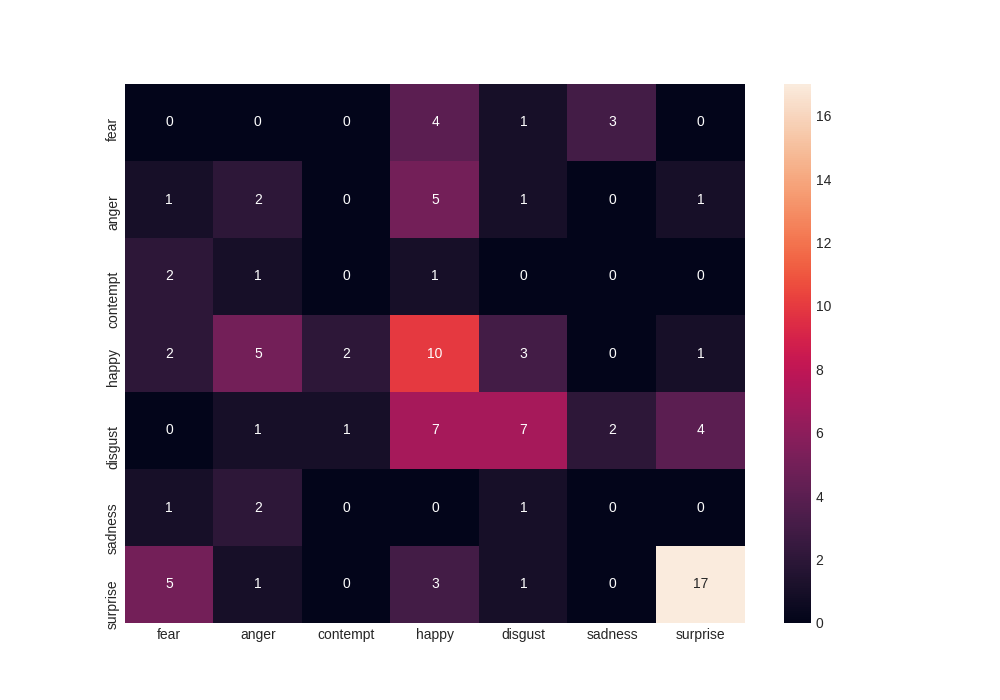 fear 0 0 0 4 1 3 0
anger 1 2 0 5 1 0 1
contempt 2 1 0 1 0 0 0
happy 2 5 2 10 3 0 1
disgust 0 1 1 7 7 2 4
sadness 1 2 0 0 1 0 0
surprise 5 1 0 3 1 0 17
fear anger contempt happy disgust sadness surprise
16
14
12
10
8
6
4
2
0